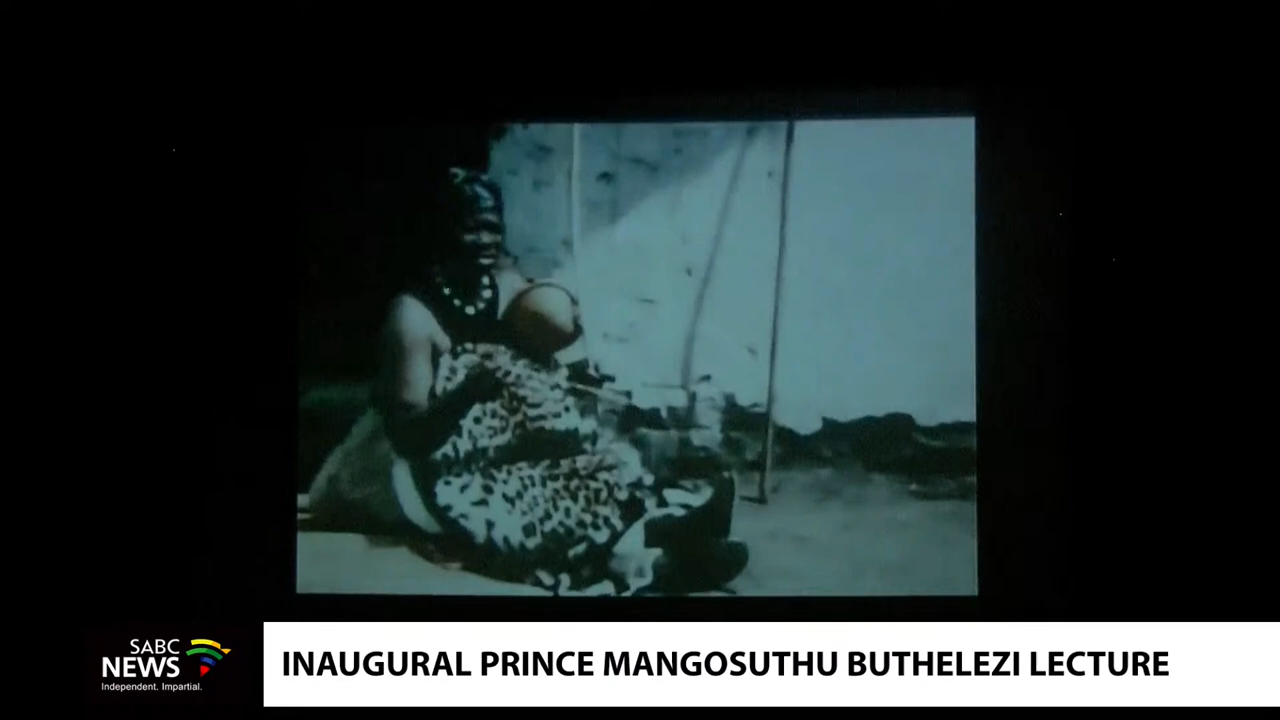 SABC
NEWS
Independent. Impartial.
INAUGURAL PRINCE MANGOSUTHU BUTHELEZI LECTURE